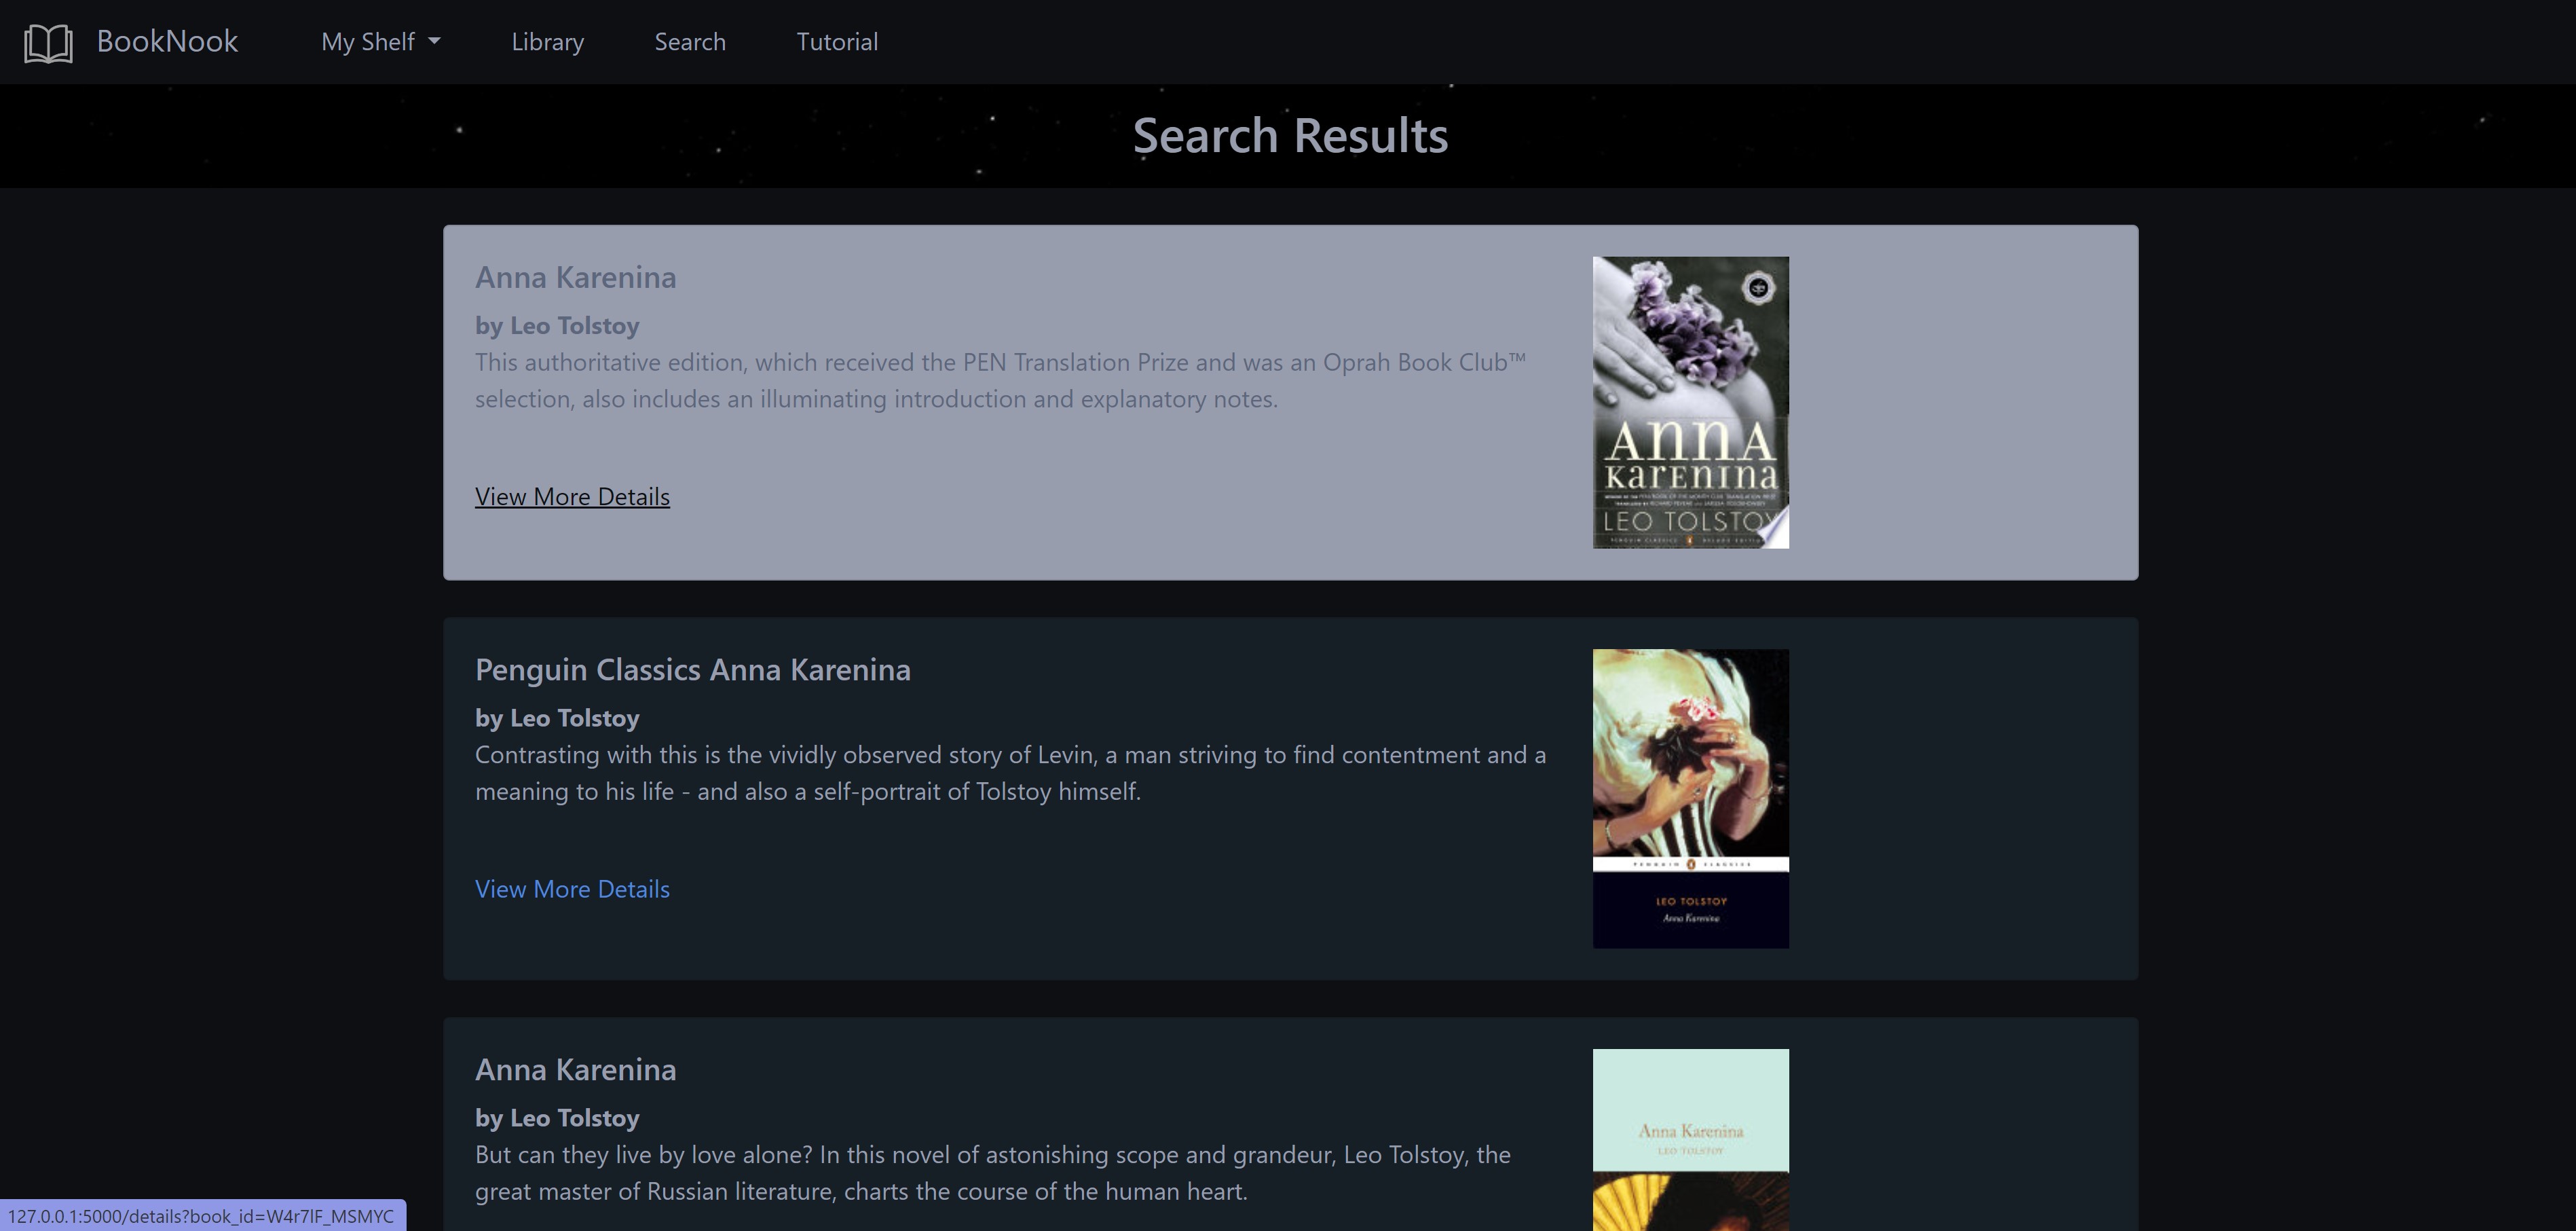 BookNook My Shelf Library Search Tutorial
Search Results
Anna Karenina
by Leo Tolstoy
This authoritative edition, which received the PEN Translation Prize and was an Oprah Book Club™
selection, also includes an illuminating introduction and explanatory notes.
View More Details
ANNA
KARENINA
LEO TOLSTOY
Penguin Classics Anna Karenina
by Leo Tolstoy
Contrasting with this is the vividly observed story of Levin, a man striving to find contentment and a
meaning to his life - and also a self-portrait of Tolstoy himself.
View More Details
PENGUIN CLASSICS
LEO TOLSTOY
Anna Karenina
Anna Karenina
by Leo Tolstoy
But can they live by love alone? In this novel of astonishing scope and grandeur, Leo Tolstoy, the
great master of Russian literature, charts the course of the human heart.
Anna Karenina
LEO TOLSTOY
127.0.0.1:5000/details?book_id=W4r7lF_MSMYC